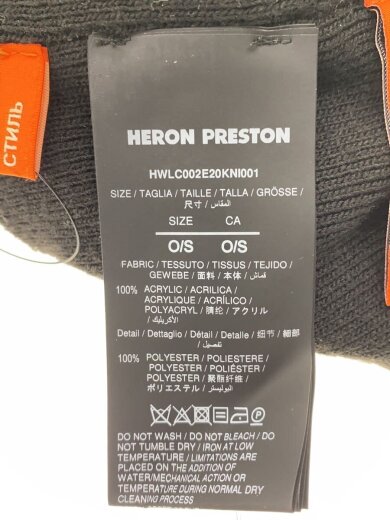 СТИЛЬ
HERON PRESTON
HWLC002E20KNI001
SIZE / TAGLIA / TAILLE / TALLA / GRÖSSE /
尺寸 / المقاس /
SIZE CA
O/S O/S
FABRIC / TESSUTO / TISSUS / TEJIDO /
GEWEBE / 面料 / 本体 / قماش /
100% ACRYLIC / ACRILICA /
ACRYLIQUE / ACRÍLICO /
POLYACRYL / 腈纶 / アクリル
/ الأكريليك /
Detail / Dettaglio / Détail / Detalle / 细节 / 細部
/ تفصيل /
100% POLYESTER / POLIESTERE /
POLYESTER / POLIÉSTER /
POLYESTER / 聚酯纤维 /
ポリエステル / البوليستر /
DO NOT WASH / DO NOT BLEACH / DO
NOT TUMBLE DRY / IRON AT LOW
TEMPERATURE / LIMITATIONS ARE
PLACED ON THE ADDITION OF
WATER/MECHANICAL ACTION OR
TEMPERATURE DURING NORMAL DRY
CLEANING PROCESS